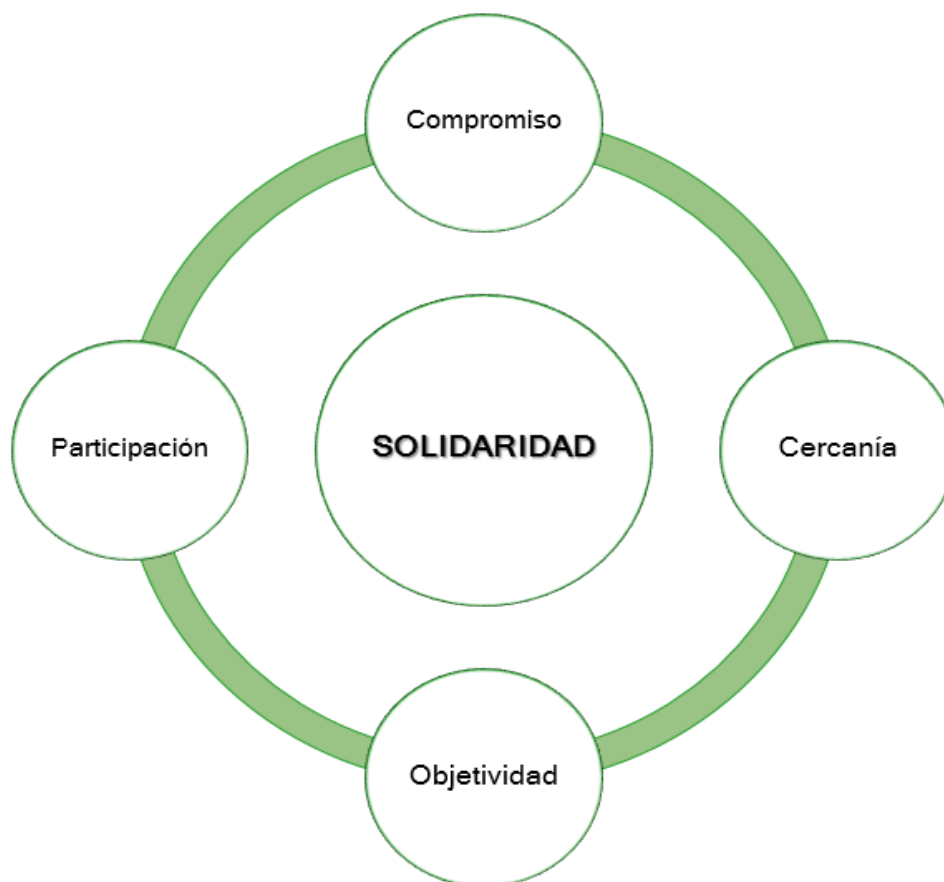 Compromiso
Participación
SOLIDARIDAD
Cercanía
Objetividad